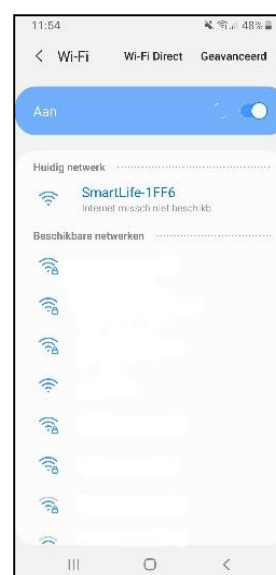 11:54 48%
Wi-Fi Wi-Fi Direct Geavanceerd
Aan
Huidig netwerk
SmartLife-1FF6
Internet missch niet beschikb.
Beschikbare netwerken